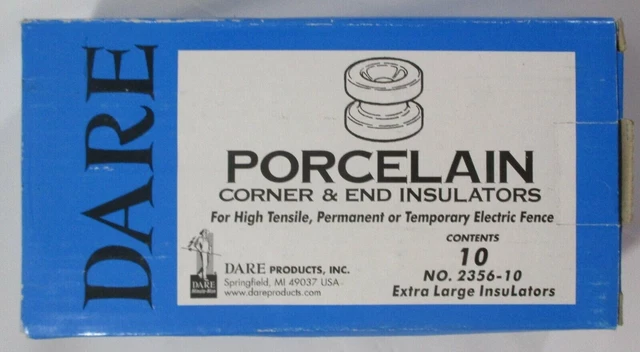 DARE
PORCELAIN
CORNER & END INSULATORS
For High Tensile, Permanent or Temporary Electric Fence
CONTENTS
10
NO. 2356-10
Extra Large InsuLators
DARE
DARE PRODUCTS, INC.
Springfield, MI 49037 USA
www.dareproducts.com